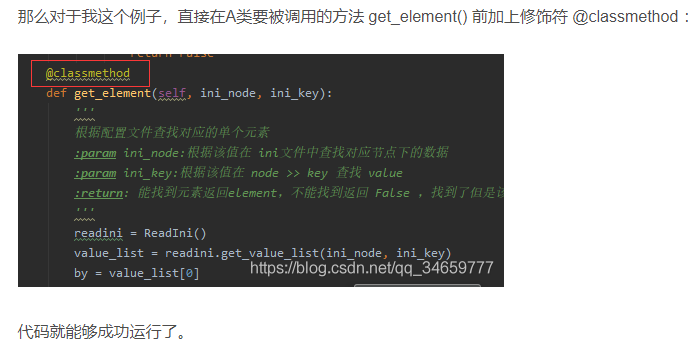 那么对于我这个例子，直接在A类要被调用的方法 get_element() 前加上修饰符 @classmethod：
return False
@classmethod
def get_element(self, ini_node, ini_key):
'''
根据配置文件查找对应的单个元素
:param ini_node:根据该值在 ini文件中查找对应节点下的数据
:param ini_key:根据该值在 node >> key 查找 value
:return: 能找到元素返回element，不能找到返回 False ，找到了但是
'''
readini = ReadIni()
value_list = readini.get_value_list(ini_node, ini_key)
by = value_list[0]
https://blog.csdn.net/qq_34659777
代码就能够成功运行了。